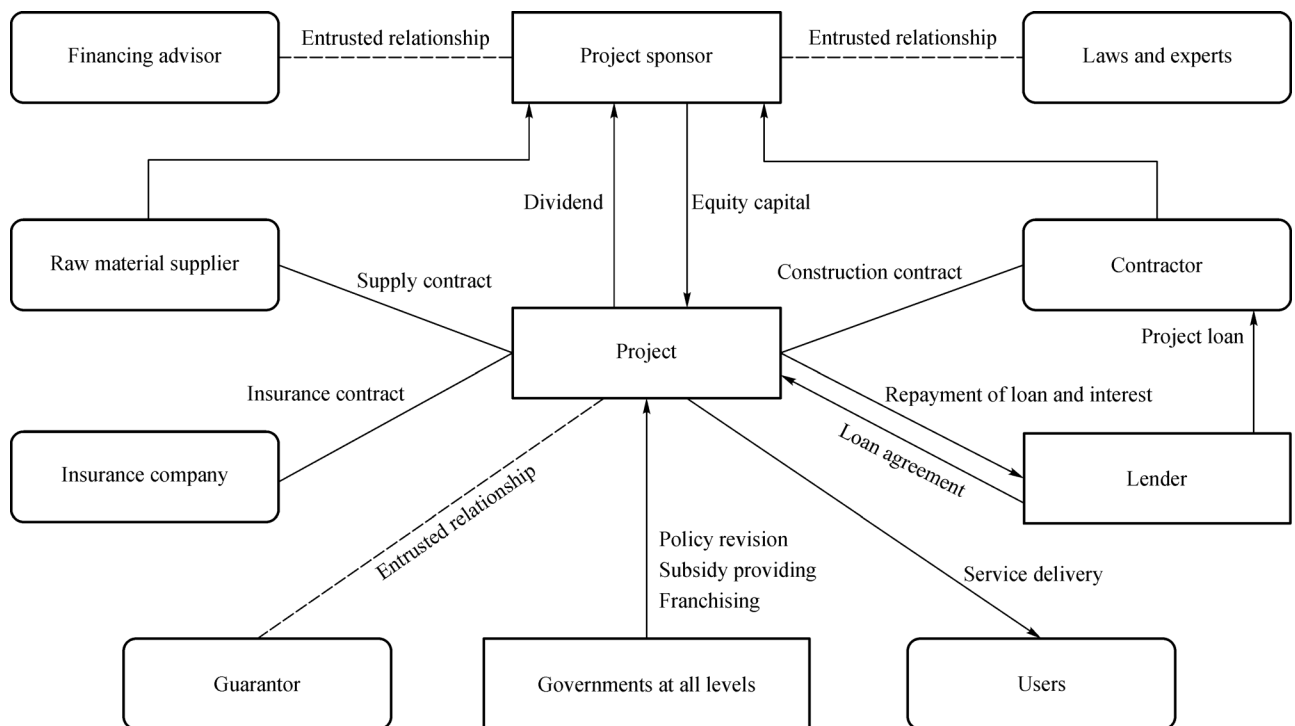 Financing advisor
Entrusted relationship
Project sponsor
Entrusted relationship
Laws and experts
Dividend
Equity capital
Raw material supplier
Supply contract
Construction contract
Contractor
Project
Project loan
Insurance contract
Repayment of loan and interest
Loan agreement
Insurance company
Lender
Entrusted relationship
Policy revision
Subsidy providing
Franchising
Service delivery
Guarantor
Governments at all levels
Users